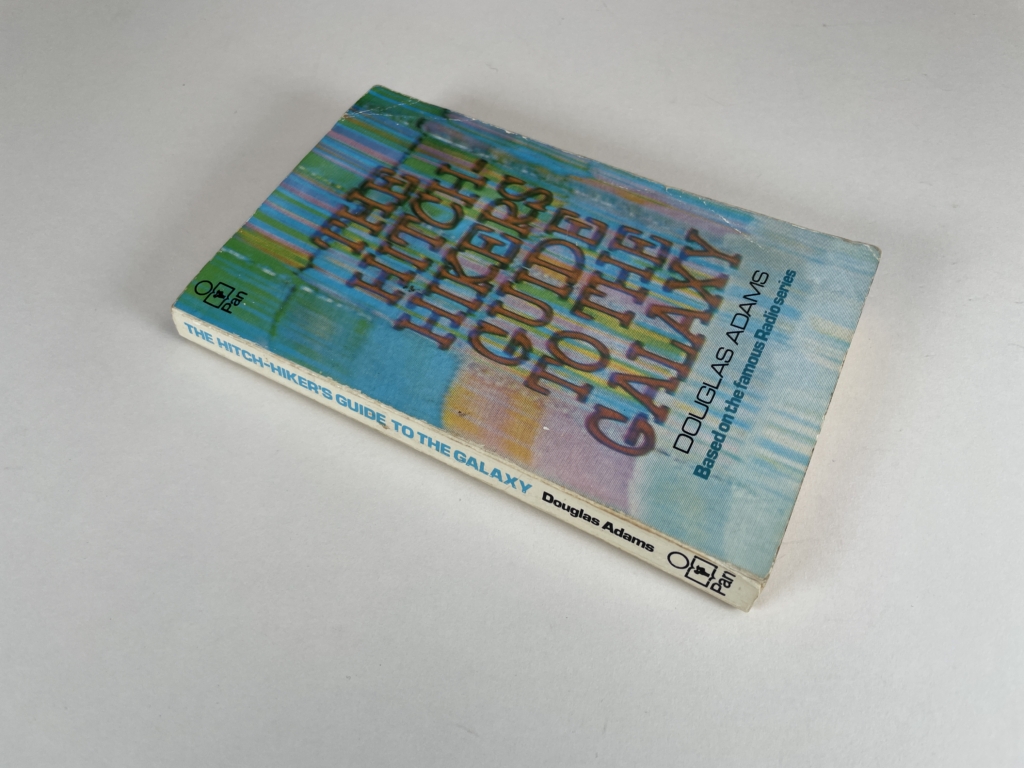 Pan
THE
HITCH
HIKERS
GUIDE
TO THE
GALAXY
DOUGLAS ADAMS
Based on the famous Radio series
THE HITCH-HIKER'S GUIDE TO THE GALAXY Douglas Adams Pan